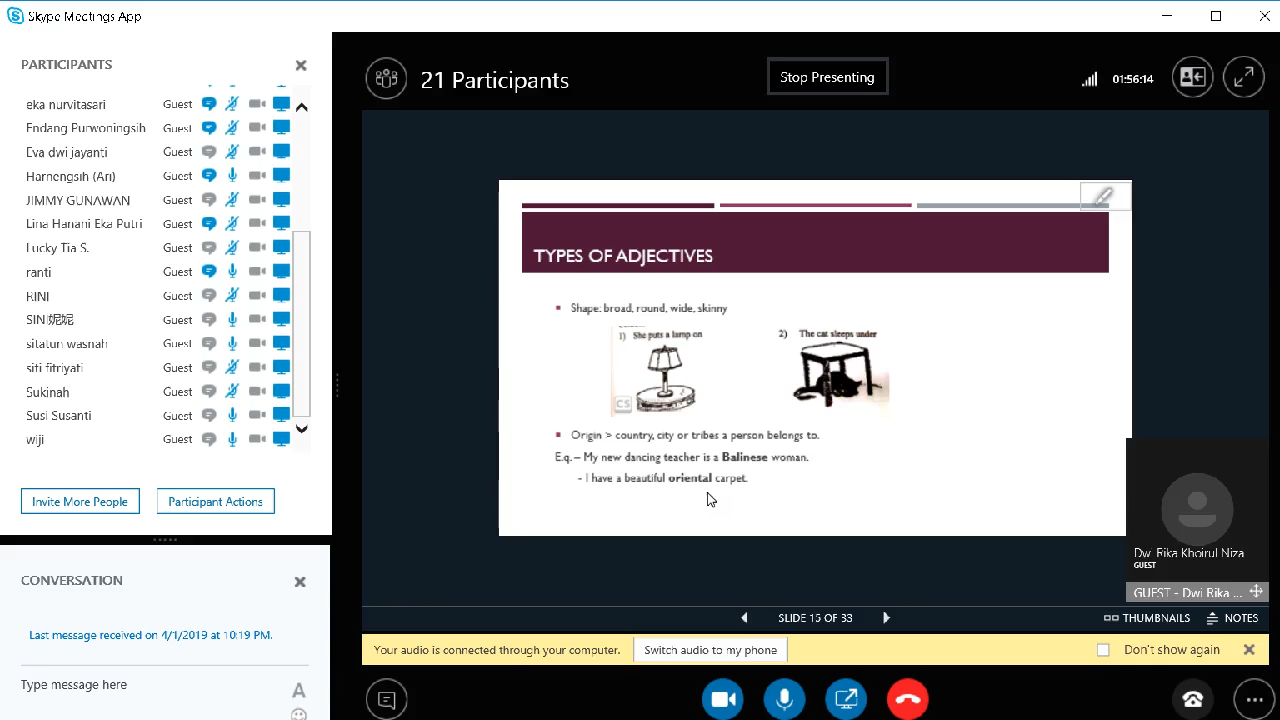 Skype Meetings App
PARTICIPANTS
eka nurvitasari Guest
Endang Purwoningsih Guest
Eva dwi jayanti Guest
Harnengsih (Ari) Guest
JIMMY GUNAWAN Guest
Lina Hanani Eka Putri Guest
Lucky Tia S. Guest
ranti Guest
RINI Guest
SINI妮妮 Guest
sitatun wasnah Guest
siti fitriyati Guest
Sukinah Guest
Susi Susanti Guest
wiji Guest
Invite More People Participant Actions
CONVERSATION
Last message received on 4/1/2019 at 10:19 PM.
Type message here
A
21 Participants
Stop Presenting
01:56:14
TYPES OF ADJECTIVES
Shape: broad, round, wide, skinny
1) She puts a lamp on
2) The cat sleeps under
CS
Origin > country, city or tribes a person belongs to.
E.q. – My new dancing teacher is a Balinese woman.
- I have a beautiful oriental carpet.
Dwi Rika Khoirul Niza
GUEST
GUEST - Dwi Rika ...
SLIDE 15 OF 33
THUMBNAILS
NOTES
Your audio is connected through your computer.
Switch audio to my phone
Don't show again